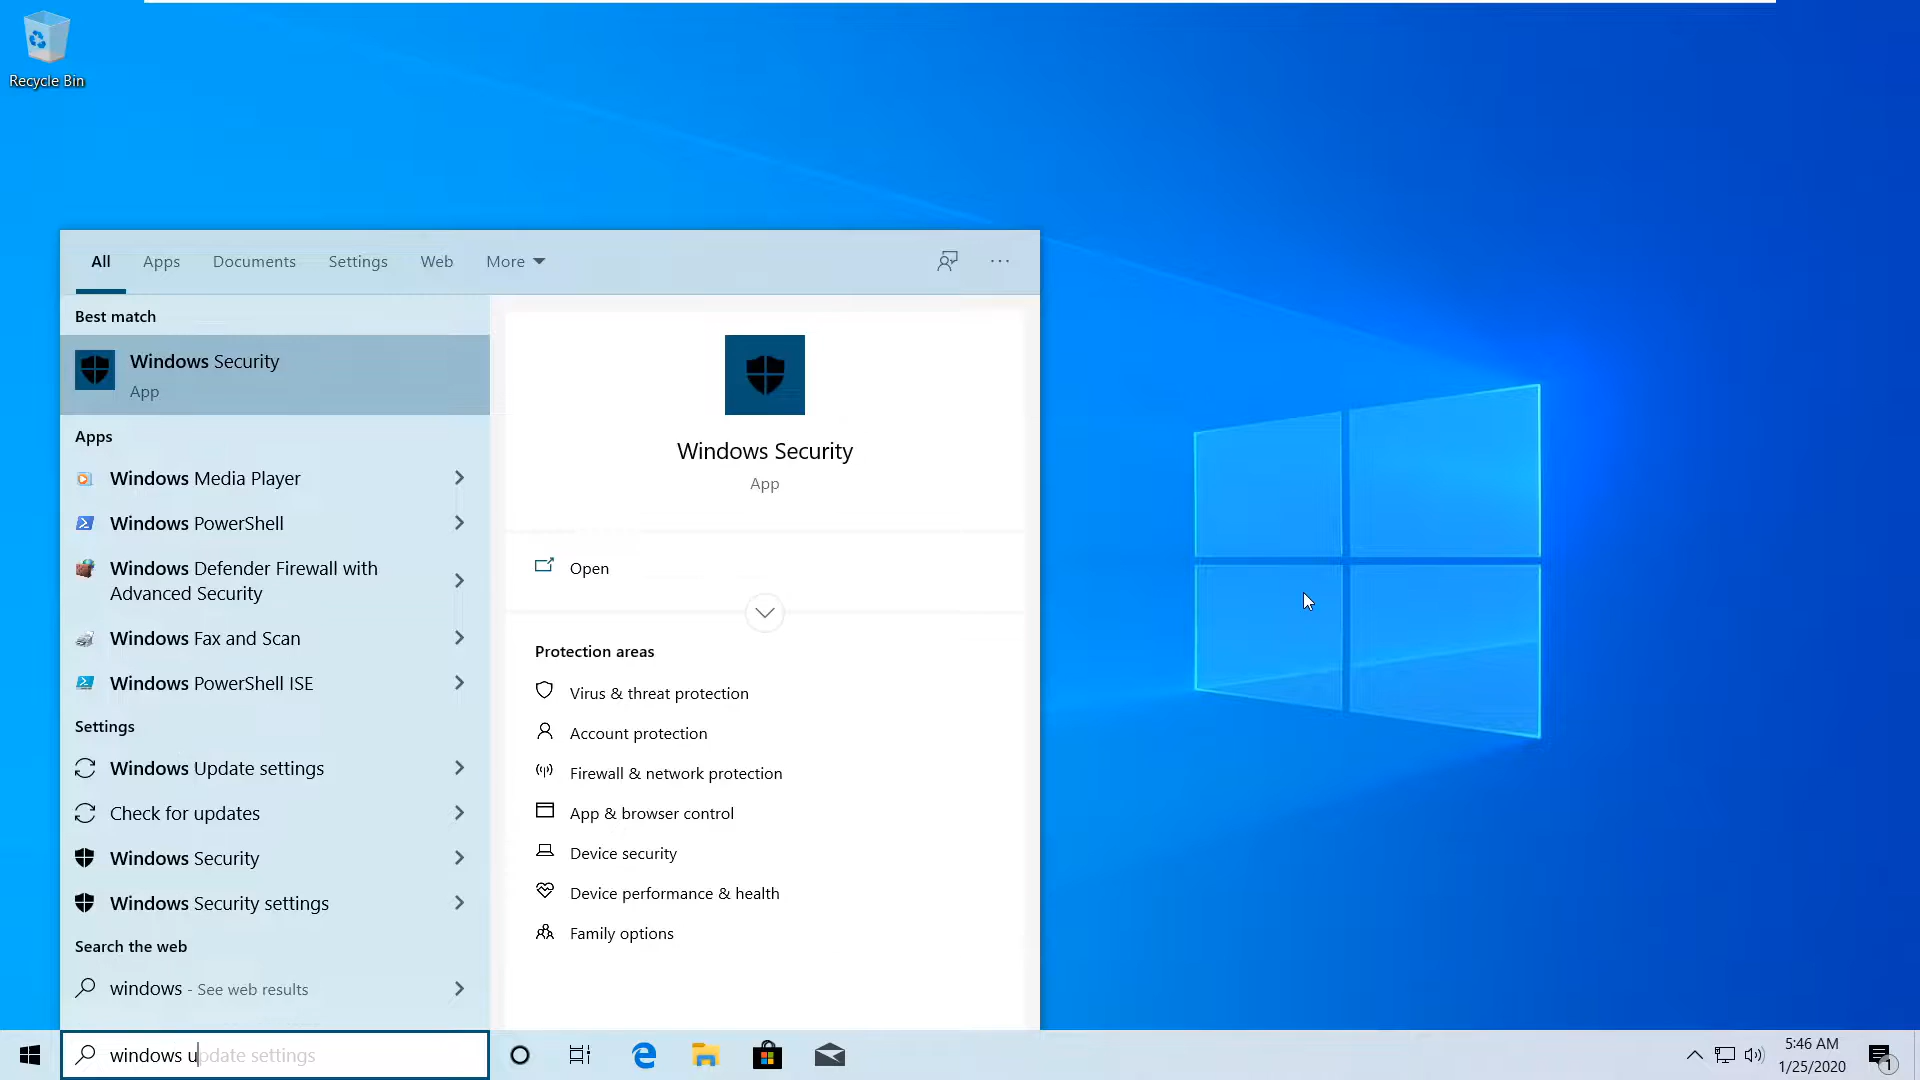 Recycle Bin
All Apps Documents Settings Web More
Best match
Windows Security
App
Apps
Windows Media Player
Windows PowerShell
Windows Defender Firewall with
Advanced Security
Windows Fax and Scan
Windows PowerShell ISE
Settings
Windows Update settings
Check for updates
Windows Security
Windows Security settings
Search the web
windows - See web results
Windows Security
App
Open
Protection areas
Virus & threat protection
Account protection
Firewall & network protection
App & browser control
Device security
Device performance & health
Family options
windows update settings
5:46 AM
1/25/2020
1